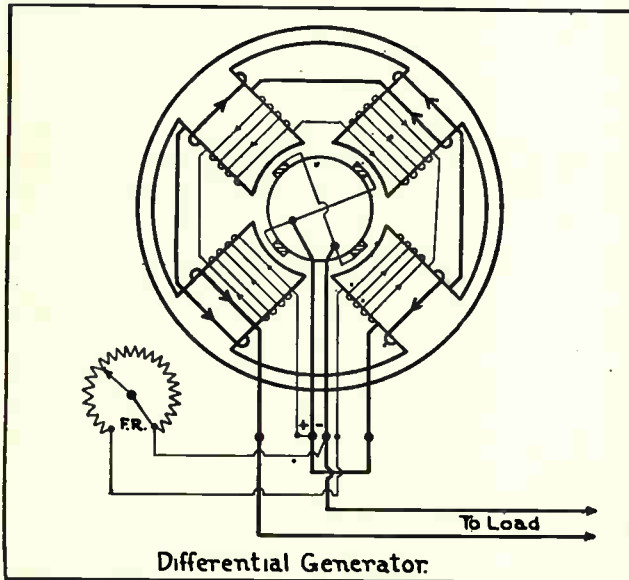 F.R.
+ -
To Load
Differential Generator.